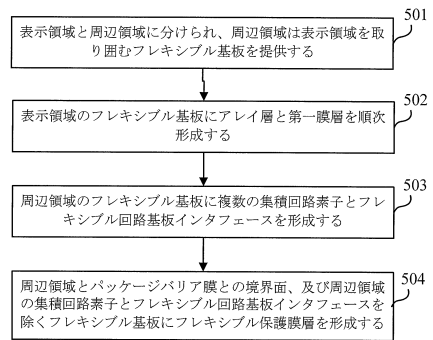 501
表示領域と周辺領域に分けられ、周辺領域は表示領域を取
り囲むフレキシブル基板を提供する
502
表示領域のフレキシブル基板にアレイ層と第一膜層を順次
形成する
503
周辺領域のフレキシブル基板に複数の集積回路素子とフレ
キシブル回路基板インタフェースを形成する
504
周辺領域とパッケージバリア膜との境界面、及び周辺領域
の集積回路素子とフレキシブル回路基板インタフェースを
除くフレキシブル基板にフレキシブル保護膜層を形成する